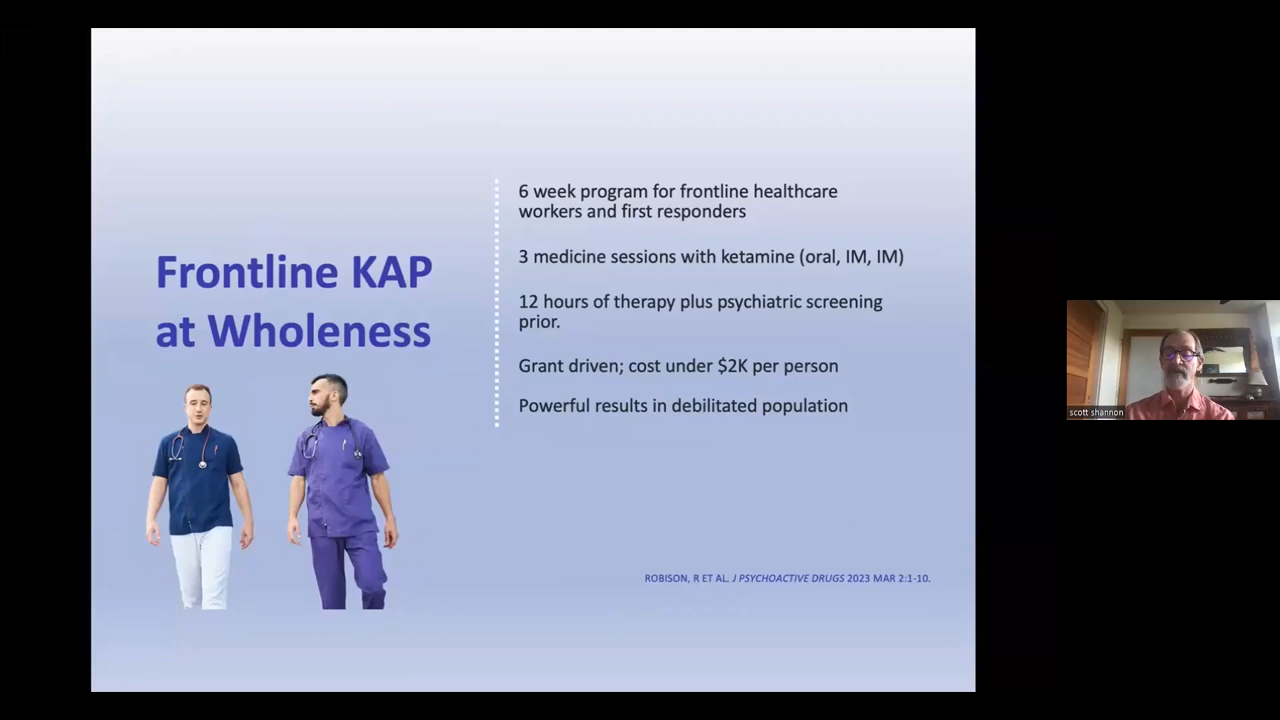 Frontline KAP
at Wholeness
6 week program for frontline healthcare
workers and first responders
3 medicine sessions with ketamine (oral, IM, IM)
12 hours of therapy plus psychiatric screening
prior.
Grant driven; cost under $2K per person
Powerful results in debilitated population
ROBISON, R ET AL. J PSYCHOACTIVE DRUGS 2023 MAR 2:1-10.
scott shannon